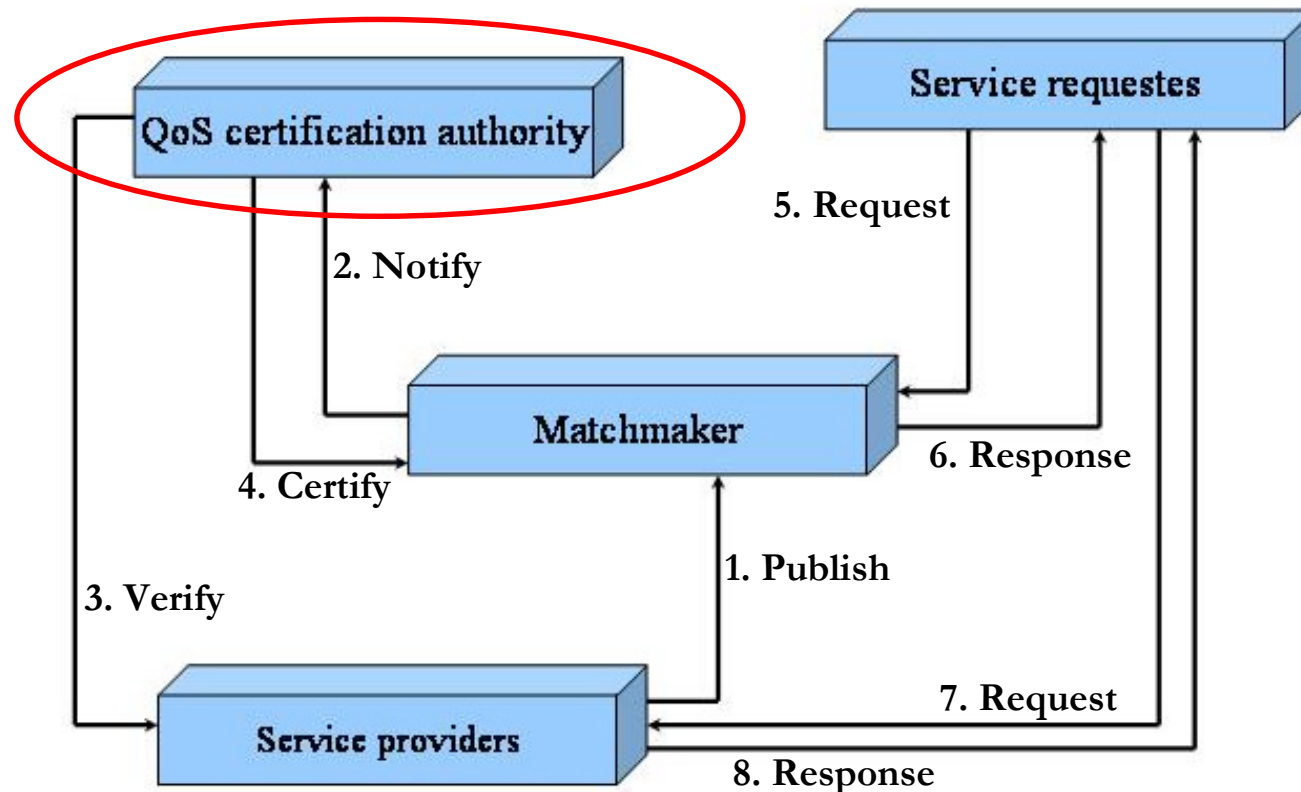 Service requestes
QoS certification authority
5. Request
2. Notify
Matchmaker
6. Response
4. Certify
1. Publish
3. Verify
7. Request
Service providers
8. Response